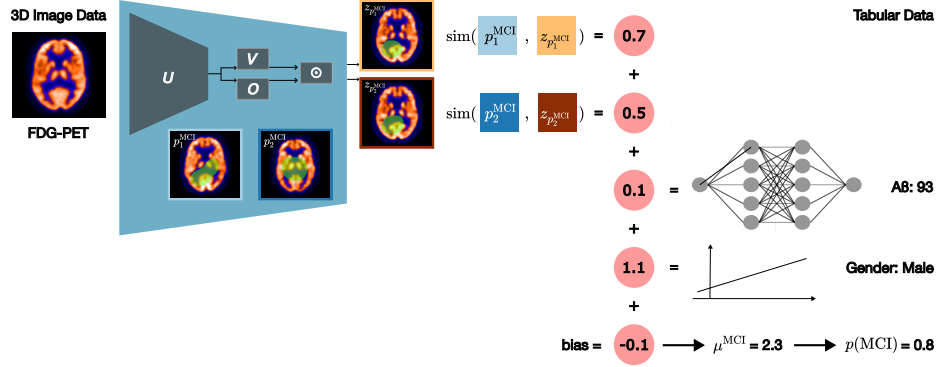 3D Image Data
Tabular Data
FDG-PET
U
V
O
⊙
z_{p_1^{MCI}}
z_{p_2^{MCI}}
p_1^{MCI}
p_2^{MCI}
sim( p_1^{MCI} , z_{p_1^{MCI}} ) = 0.7
+
sim( p_2^{MCI} , z_{p_2^{MCI}} ) = 0.5
+
0.1 = Aß: 93
+
1.1 = Gender: Male
+
bias = -0.1 → μ^{MCI} = 2.3 → p(MCI) = 0.8